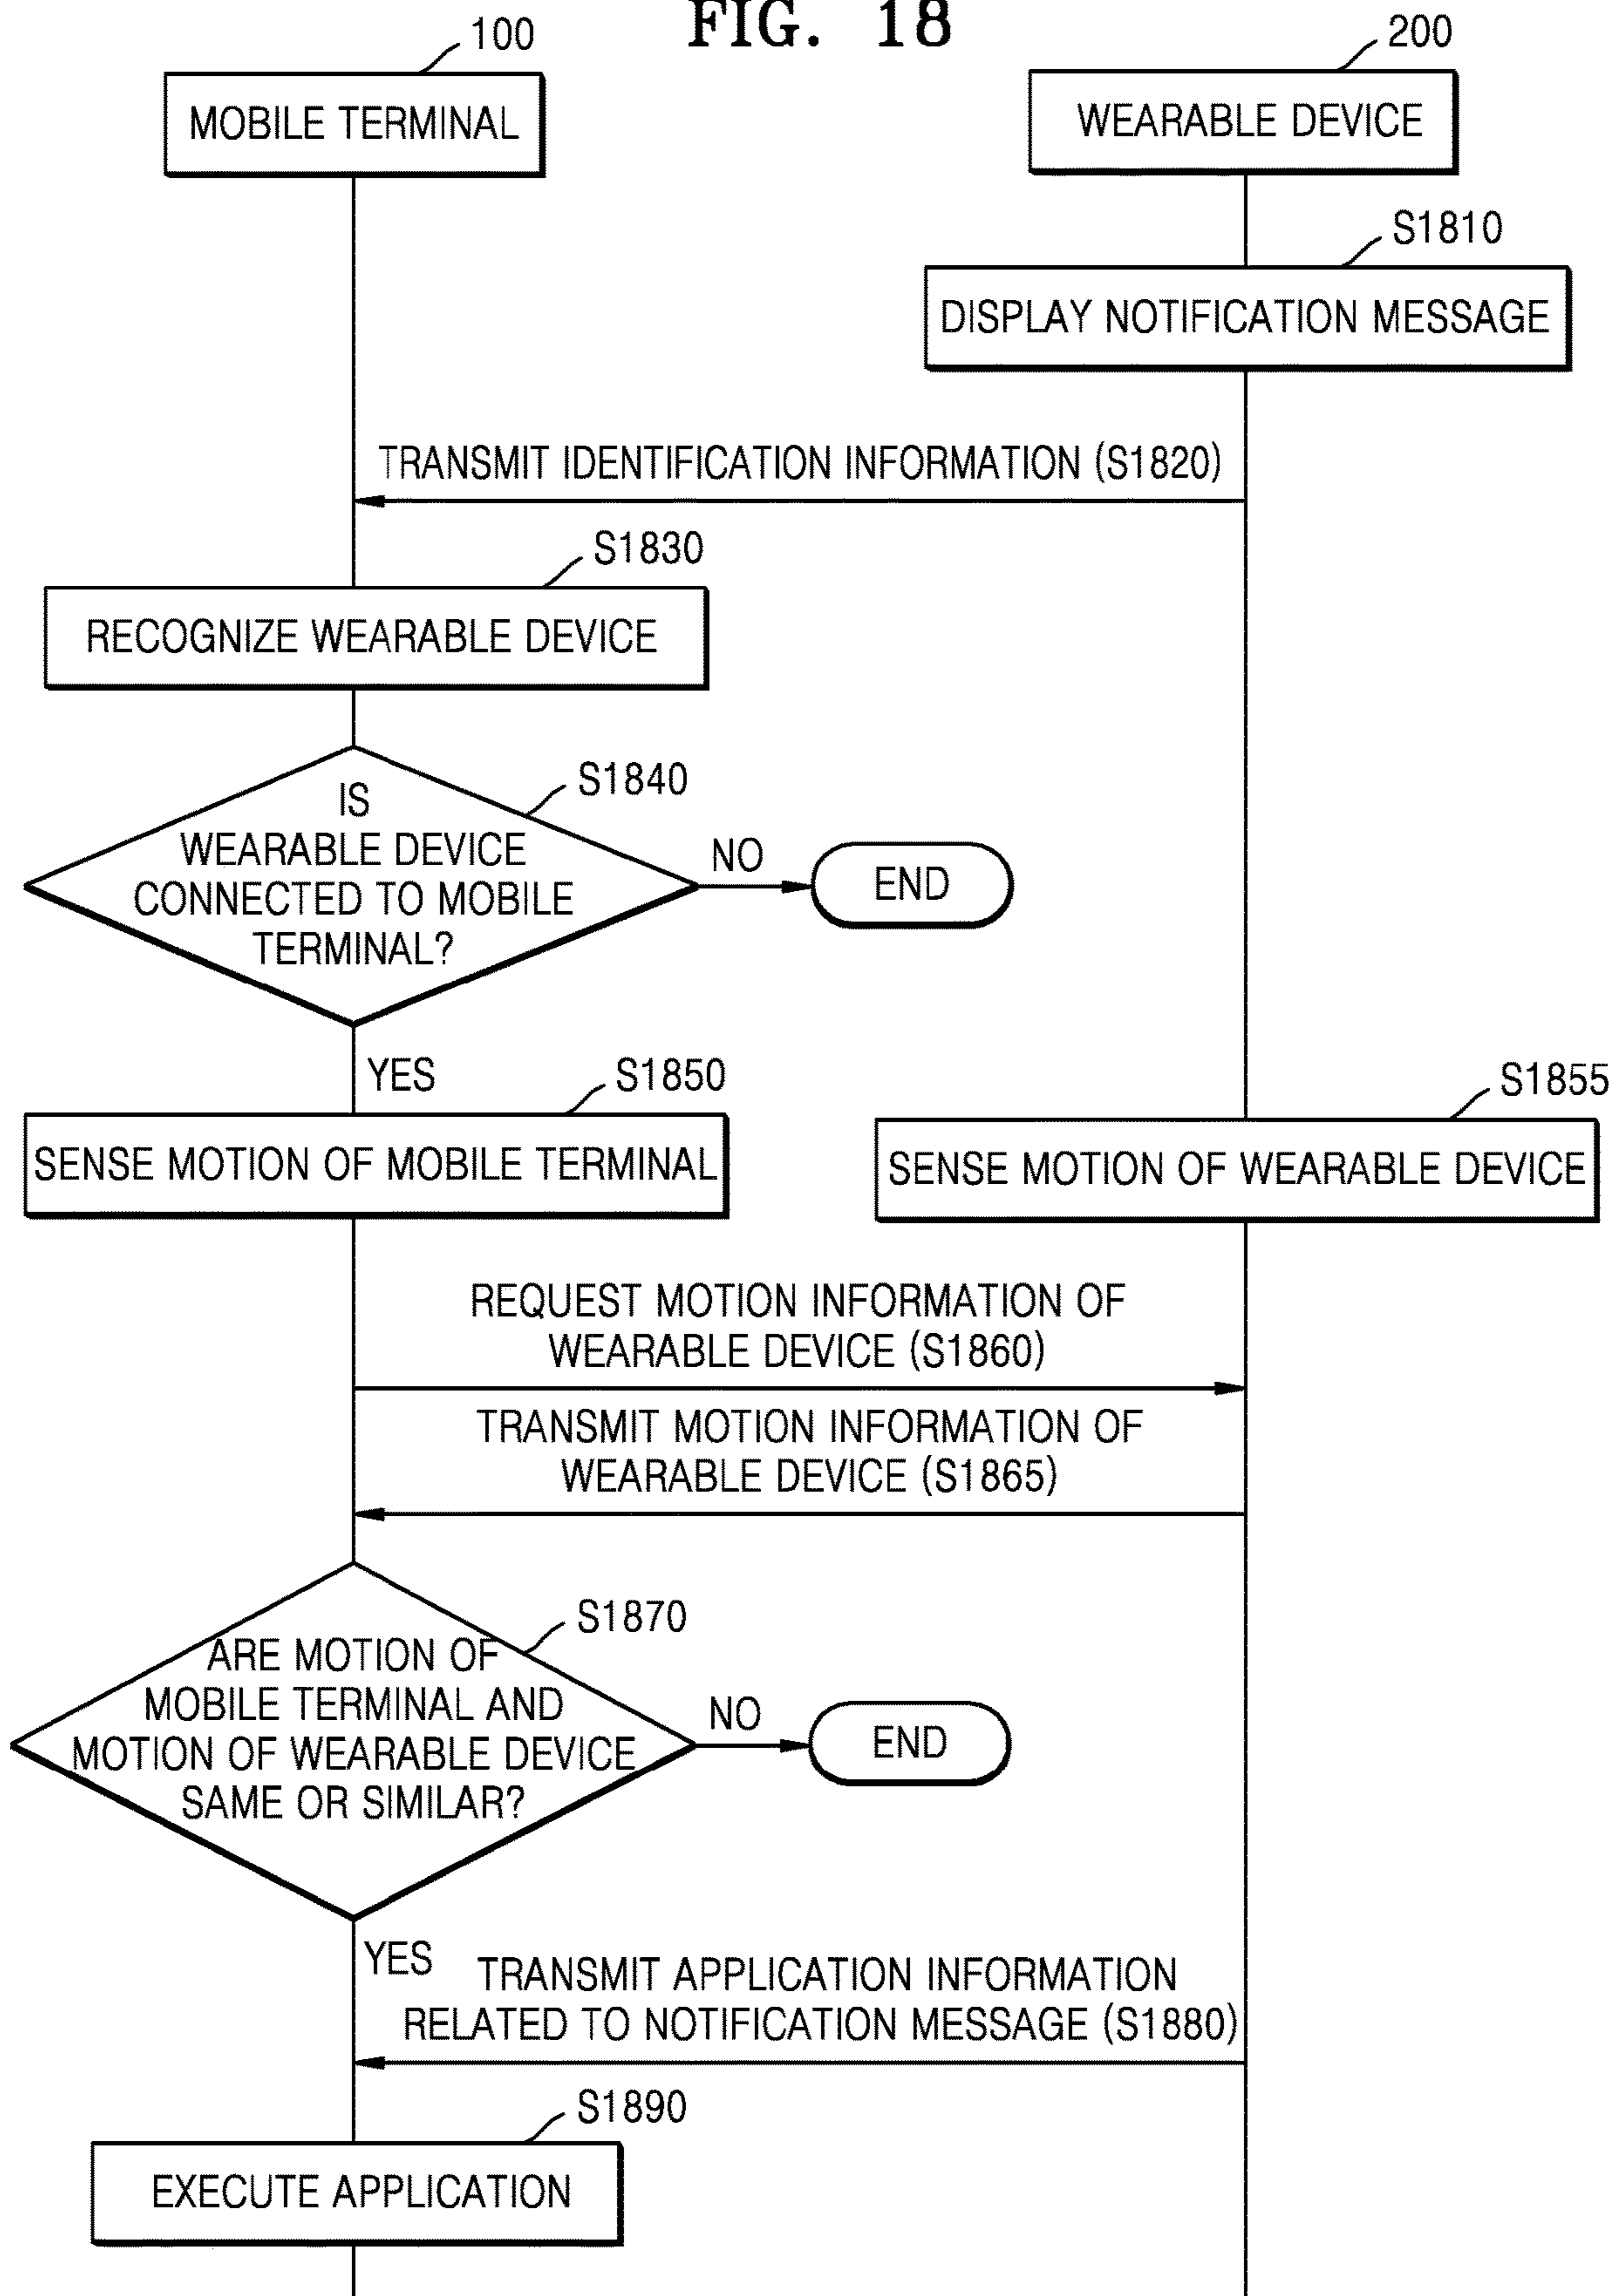 FIG. 18
100
200
MOBILE TERMINAL
WEARABLE DEVICE
S1810
DISPLAY NOTIFICATION MESSAGE
TRANSMIT IDENTIFICATION INFORMATION (S1820)
S1830
RECOGNIZE WEARABLE DEVICE
S1840
IS
WEARABLE DEVICE
CONNECTED TO MOBILE
TERMINAL?
NO
END
YES
S1850
S1855
SENSE MOTION OF MOBILE TERMINAL
SENSE MOTION OF WEARABLE DEVICE
REQUEST MOTION INFORMATION OF
WEARABLE DEVICE (S1860)
TRANSMIT MOTION INFORMATION OF
WEARABLE DEVICE (S1865)
S1870
ARE MOTION OF
MOBILE TERMINAL AND
MOTION OF WEARABLE DEVICE
SAME OR SIMILAR?
NO
END
YES
TRANSMIT APPLICATION INFORMATION
RELATED TO NOTIFICATION MESSAGE (S1880)
S1890
EXECUTE APPLICATION